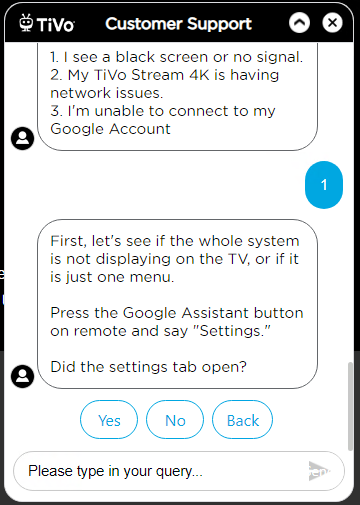 TiVo Customer Support
1. I see a black screen or no signal.
2. My TiVo Stream 4K is having
network issues.
3. I'm unable to connect to my
Google Account
1
First, let's see if the whole system
is not displaying on the TV, or if it
is just one menu.
Press the Google Assistant button
on remote and say "Settings."
Did the settings tab open?
Yes No Back
Please type in your query...